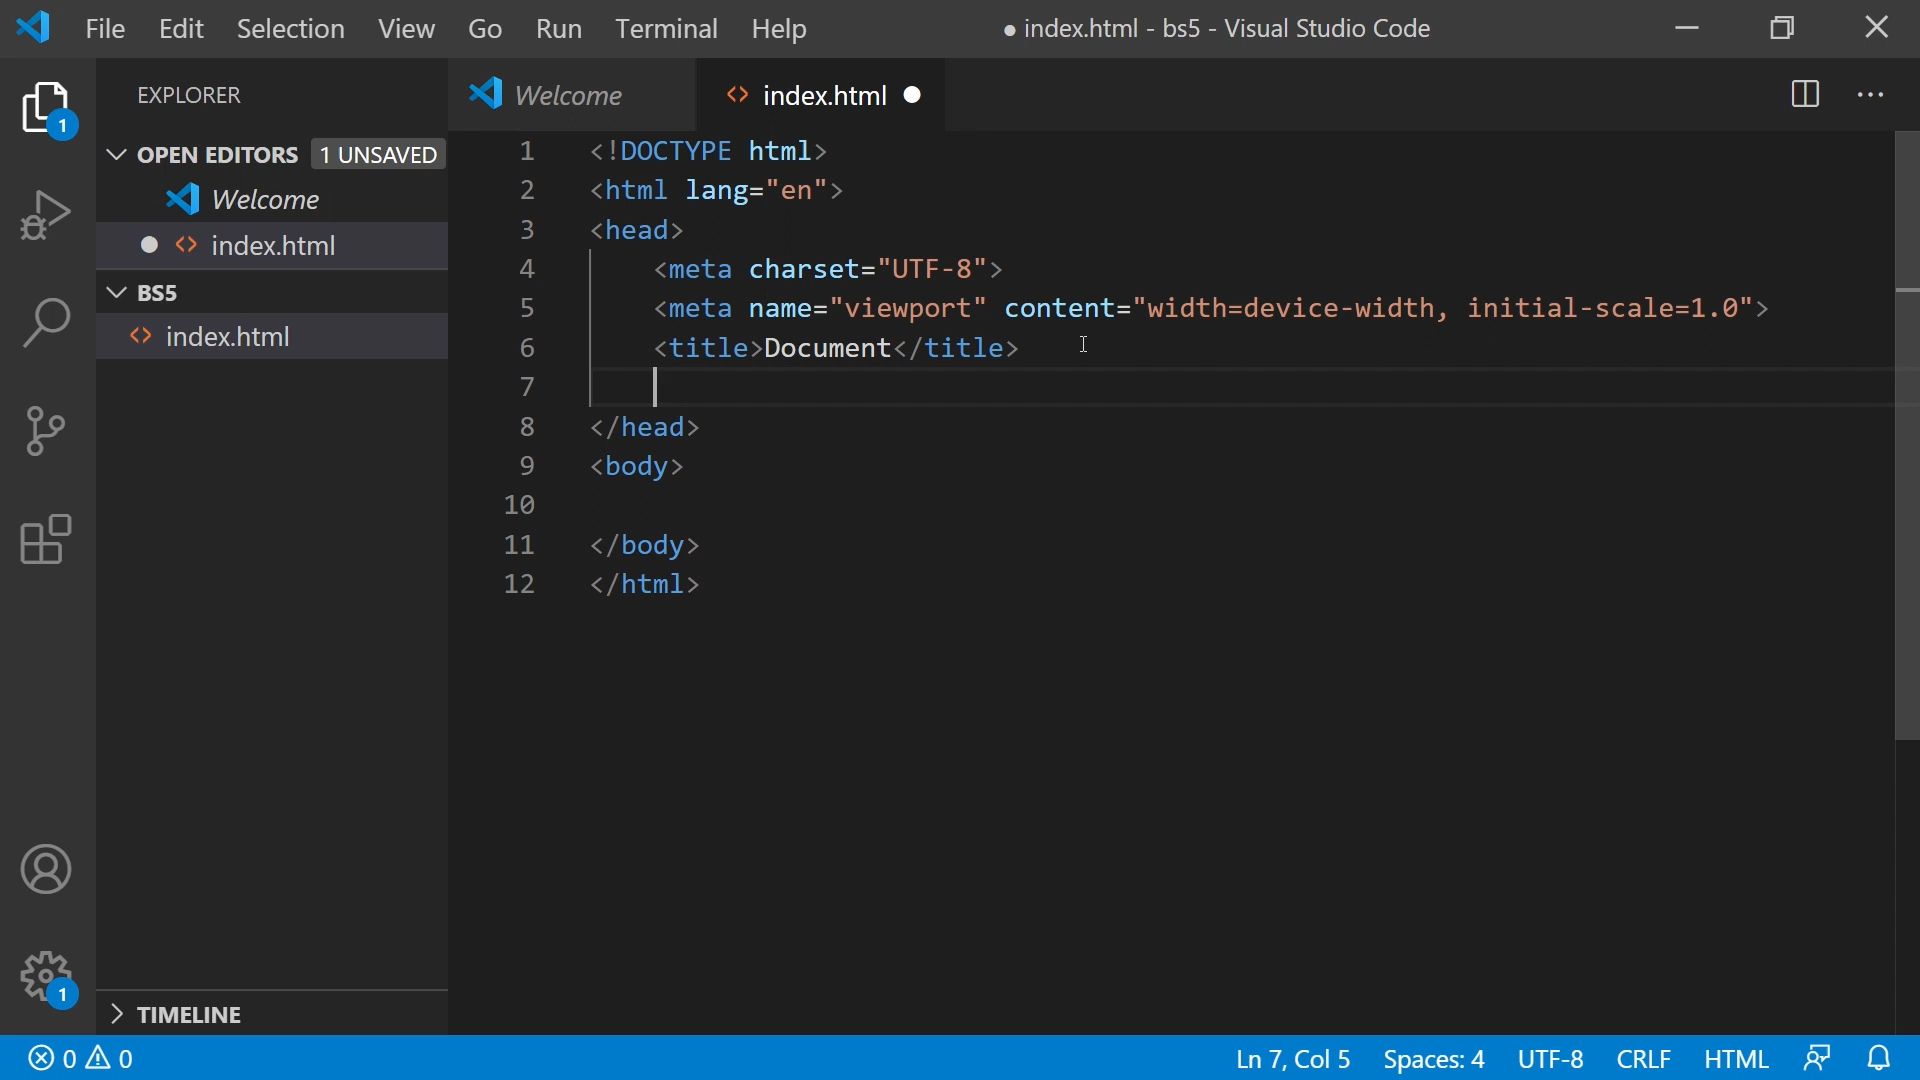 File Edit Selection View Go Run Terminal Help ● index.html - bs5 - Visual Studio Code
EXPLORER
OPEN EDITORS 1 UNSAVED
Welcome
index.html
BS5
index.html
TIMELINE
1
1
Welcome
index.html
1 <!DOCTYPE html>
2 <html lang="en">
3 <head>
4     <meta charset="UTF-8">
5     <meta name="viewport" content="width=device-width, initial-scale=1.0">
6     <title>Document</title>
7
8 </head>
9 <body>
10
11 </body>
12 </html>
0 0 Ln 7, Col 5 Spaces: 4 UTF-8 CRLF HTML